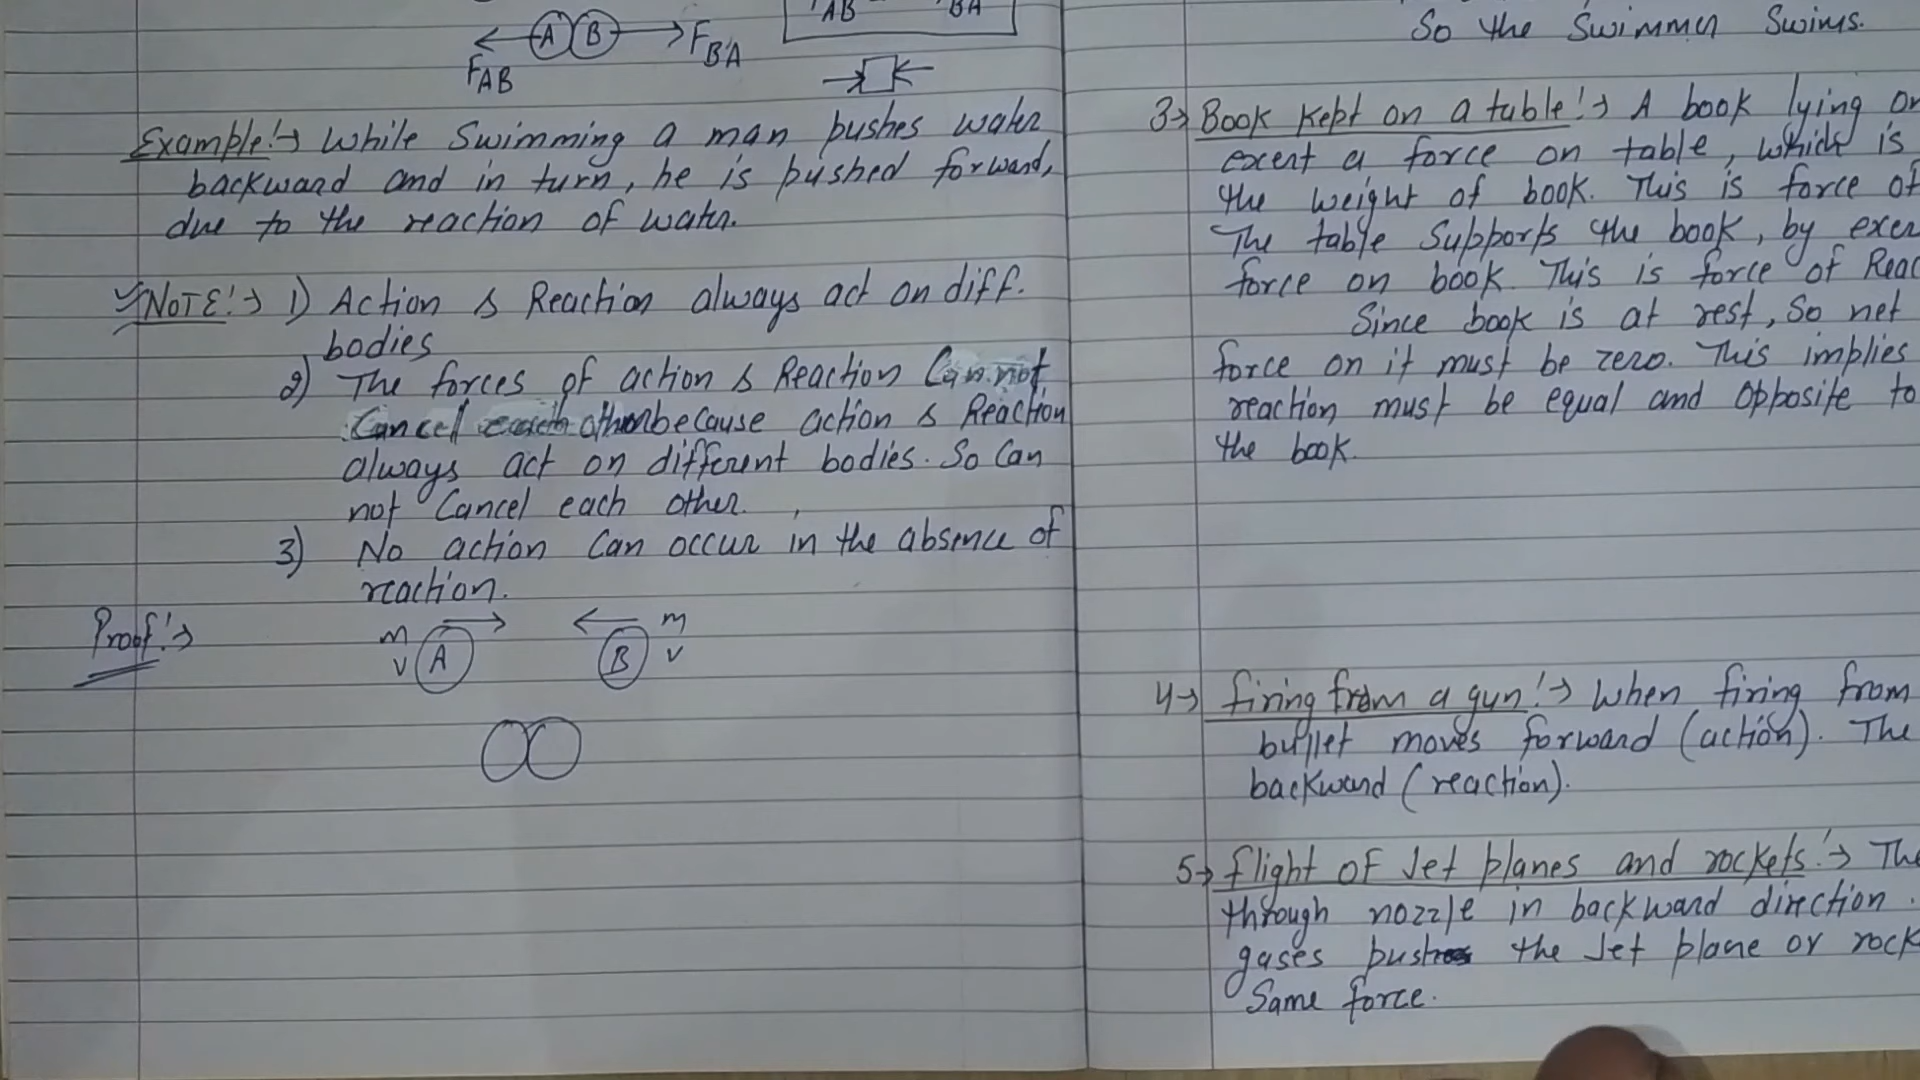 AB BA
A B
F_AB
F_BA
Example:→ While Swimming a man pushes water
backward and in turn, he is pushed forward,
due to the reaction of water.
NOTE:→ 1) Action & Reaction always act on diff.
bodies
2) The forces of action & Reaction Can not
Cancel each other because action & Reaction
always act on different bodies. So Can
not Cancel each other.
3) No action Can occur in the absence of
reaction.
Proof:→
m
v
A
B
m
v
So the Swimmer Swims.
3→ Book Kept on a table:→ A book lying on
exert a force on table, which is
the weight of book. This is force of
The table Supports the book, by exer
force on book. This is force of Reac
Since book is at rest, So net
force on it must be zero. This implies
reaction must be equal and Opposite to
the book.
4→ firing from a gun:→ When firing from
bullet moves forward (action). The
backward (reaction).
5→ flight of Jet planes and rockets:→ The
through nozzle in backward direction.
gases push the Jet plane or rock
Same force.